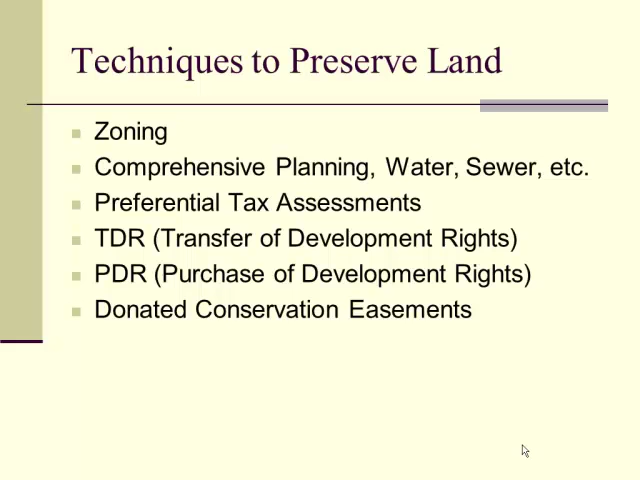 Techniques to Preserve Land
Zoning
Comprehensive Planning, Water, Sewer, etc.
Preferential Tax Assessments
TDR (Transfer of Development Rights)
PDR (Purchase of Development Rights)
Donated Conservation Easements